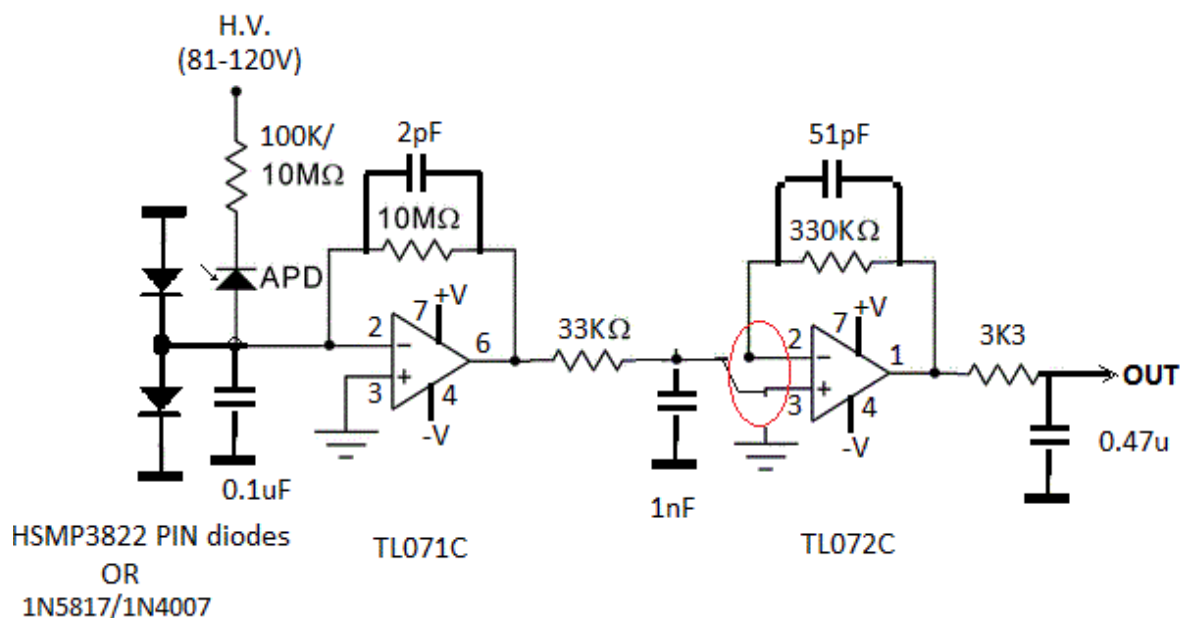 H.V.
(81-120V)
100K/
10MΩ
2pF
10MΩ
51pF
330KΩ
APD
7 +V
2 −
6
3 +
4
-V
33KΩ
7 +V
2 −
1
3 +
4
-V
3K3
OUT
0.1uF
1nF
0.47u
HSMP3822 PIN diodes
OR
1N5817/1N4007
TL071C
TL072C